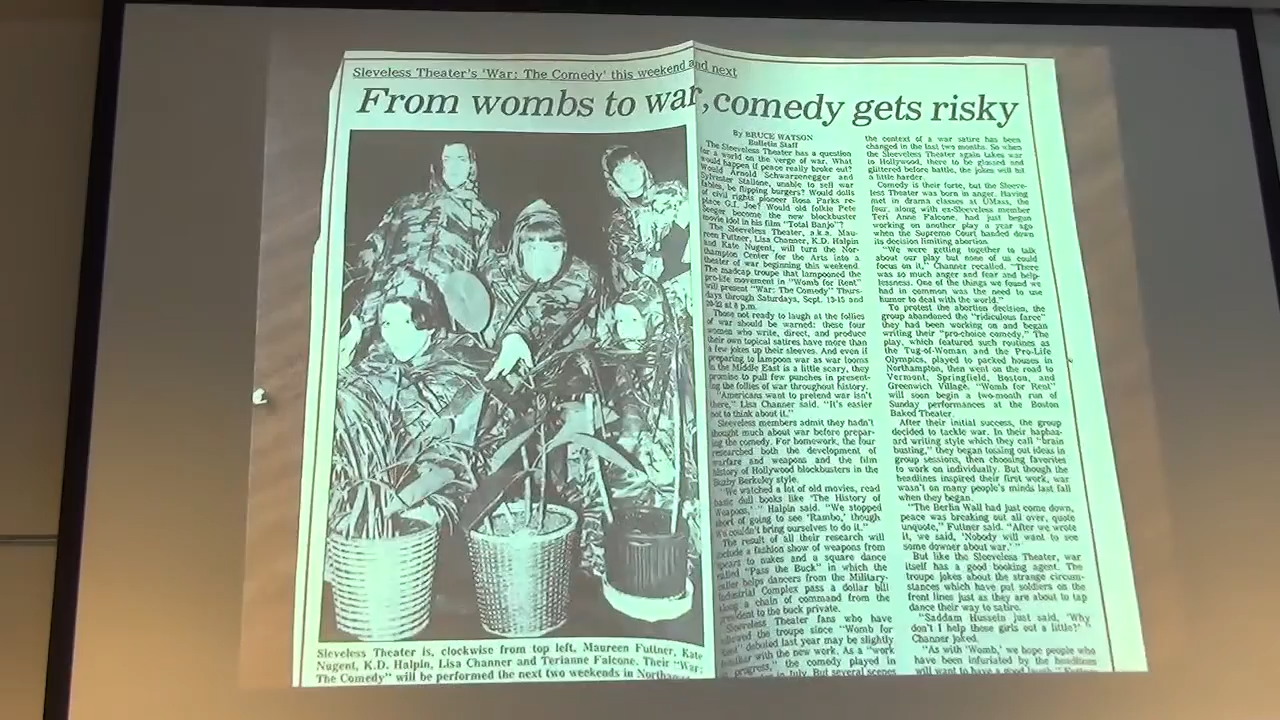 Sleveless Theater's 'War: The Comedy' this weekend and next
From wombs to war, comedy gets risky
By BRUCE WATSON
Bulletin Staff
The Sleeveless Theater has a question
for a world on the verge of war. What
would happen if peace really broke out?
Would Arnold Schwarzenegger and
Sylvester Stallone, unable to sell war
fables, be flipping burgers? Would dolls
of civil rights pioneer Rosa Parks re-
place G.I. Joe? Would old folkie Pete
Seeger become the new blockbuster
movie idol in his film "Total Banjo"?
The Sleeveless Theater, a.k.a. Mau-
reen Futtner, Lisa Channer, K.D. Halpin
and Kate Nugent, will turn the Nor-
thampton Center for the Arts into a
theater of war beginning this weekend.
The madcap troupe that lampooned the
pro-life movement in "Womb for Rent"
will present "War: The Comedy" Thurs-
days through Saturdays, Sept. 13-15 and
20-22 at 8 p.m.
Those not ready to laugh at the follies
of war should be warned: these four
women who write, direct, and produce
their own topical satires have more than
a few jokes up their sleeves. And even if
preparing to lampoon war as war looms
in the Middle East is a little scary, they
promise to pull few punches in present-
ing the follies of war throughout history.
"Americans want to pretend war isn't
there," Lisa Channer said. "It's easier
not to think about it."
Sleeveless members admit they hadn't
thought much about war before prepar-
ing the comedy. For homework, the four
researched both the development of
warfare and weapons and the film
history of Hollywood blockbusters in the
Busby Berkeley style.
"We watched a lot of old movies, read
basic dull books like 'The History of
Weapons,' " Halpin said. "We stopped
short of going to see 'Rambo,' though
We couldn't bring ourselves to do it."
The result of all their research will
include a fashion show of weapons from
spears to nukes and a square dance
called "Pass the Buck" in which the
caller helps dancers from the Military-
Industrial Complex pass a dollar bill
along a chain of command from the
president to the buck private.
Sleeveless Theater fans who have
followed the troupe since "Womb for
Rent" debuted last year may be slightly
familiar with the new work. As a "work
in progress," the comedy played in
in July. But several scenes
the context of a war satire has been
changed in the last two months. So when
the Sleeveless Theater again takes war
to Hollywood, there to be glossed and
glittered before battle, the jokes will hit
a little harder.
Comedy is their forte, but the Sleeve-
less Theater was born in anger. Having
met in drama classes at UMass, the
four, along with ex-Sleeveless member
Teri Anne Falcone, had just begun
working on another play a year ago
when the Supreme Court handed down
its decision limiting abortion.
"We were getting together to talk
about our play but none of us could
focus on it," Channer recalled. "There
was so much anger and fear and help-
lessness. One of the things we found we
had in common was the need to use
humor to deal with the world."
To protest the abortion decision, the
group abandoned the "ridiculous farce"
they had been working on and began
writing their "pro-choice comedy." The
play, which featured such routines as
the Tug-of-Woman and the Pro-Life
Olympics, played to packed houses in
Northampton, then went on the road to
Vermont, Springfield, Boston, and
Greenwich Village. "Womb for Rent"
will soon begin a two-month run of
Sunday performances at the Boston
Baked Theater.
After their initial success, the group
decided to tackle war. In their haphaz-
ard writing style which they call "brain
busting," they began tossing out ideas in
group sessions, then choosing favorites
to work on individually. But though the
headlines inspired their first work, war
wasn't on many people's minds last fall
when they began.
"The Berlin Wall had just come down,
peace was breaking out all over, quote
unquote," Futtner said. "After we wrote
it, we said, 'Nobody will want to see
some downer about war.' "
But like the Sleeveless Theater, war
itself has a good booking agent. The
troupe jokes about the strange circum-
stances which have put soldiers on the
front lines just as they are about to tap
dance their way to satire.
"Saddam Hussein just said, 'Why
don't I help these girls out a little?' "
Channer joked.
"As with 'Womb,' we hope people who
have been infuriated by the headlines
will want to have a good laugh," Futtner
Sleveless Theater is, clockwise from top left, Maureen Futtner, Kate
Nugent, K.D. Halpin, Lisa Channer and Terianne Falcone. Their "War:
The Comedy" will be performed the next two weekends in